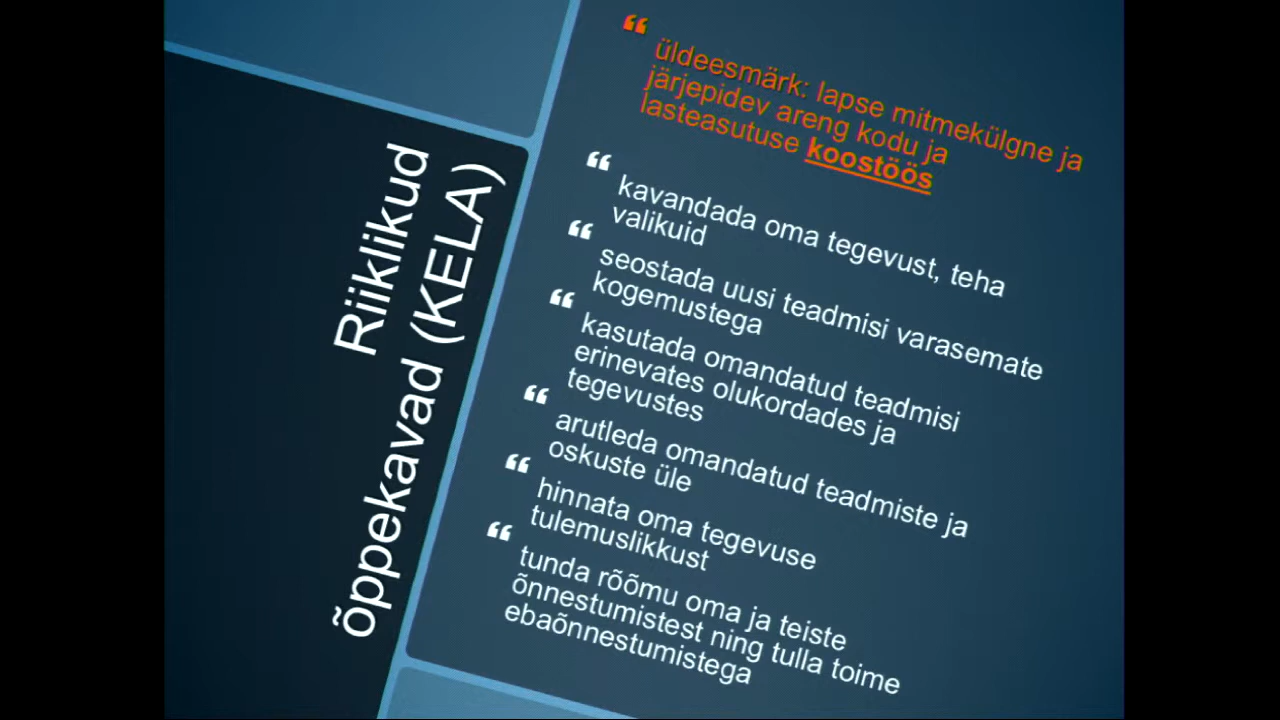 Riiklikud
õppekavad (KELA)
üldeesmärk: lapse mitmekülgne ja
järjepidev areng kodu ja
lasteasutuse koostöös
kavandada oma tegevust, teha
valikuid
seostada uusi teadmisi varasemate
kogemustega
kasutada omandatud teadmisi
erinevates olukordades ja
tegevustes
arutleda omandatud teadmiste ja
oskuste üle
hinnata oma tegevuse
tulemuslikkust
tunda rõõmu oma ja teiste
õnnestumistest ning tulla toime
ebaõnnestumistega